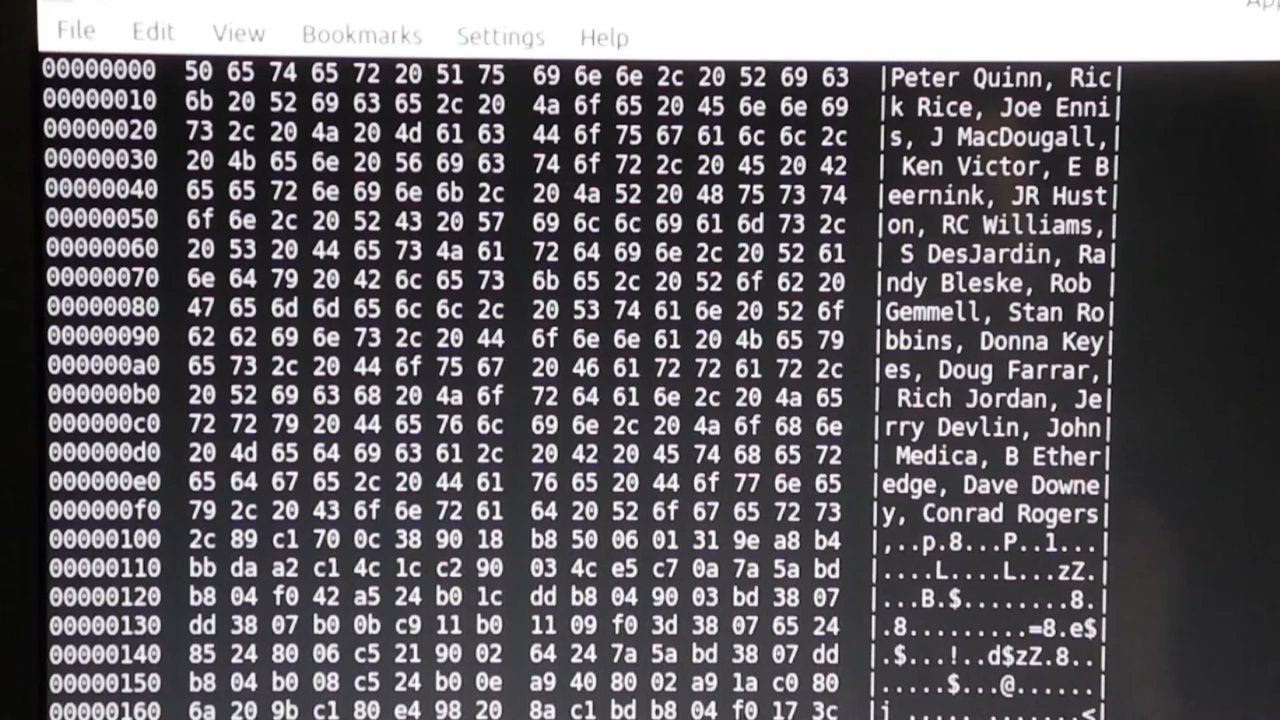 File Edit View Bookmarks Settings Help
00000000 50 65 74 65 72 20 51 75 69 6e 6e 2c 20 52 69 63 |Peter Quinn, Ric|
00000010 6b 20 52 69 63 65 2c 20 4a 6f 65 20 45 6e 6e 69 |k Rice, Joe Enni|
00000020 73 2c 20 4a 20 4d 61 63 44 6f 75 67 61 6c 6c 2c |s, J MacDougall,|
00000030 20 4b 65 6e 20 56 69 63 74 6f 72 2c 20 45 20 42 | Ken Victor, E B|
00000040 65 65 72 6e 69 6e 6b 2c 20 4a 52 20 48 75 73 74 |eernink, JR Hust|
00000050 6f 6e 2c 20 52 43 20 57 69 6c 6c 69 61 6d 73 2c |on, RC Williams,|
00000060 20 53 20 44 65 73 4a 61 72 64 69 6e 2c 20 52 61 | S DesJardin, Ra|
00000070 6e 64 79 20 42 6c 65 73 6b 65 2c 20 52 6f 62 20 |ndy Bleske, Rob |
00000080 47 65 6d 6d 65 6c 6c 2c 20 53 74 61 6e 20 52 6f |Gemmell, Stan Ro|
00000090 62 62 69 6e 73 2c 20 44 6f 6e 6e 61 20 4b 65 79 |bbins, Donna Key|
000000a0 65 73 2c 20 44 6f 75 67 20 46 61 72 72 61 72 2c |es, Doug Farrar,|
000000b0 20 52 69 63 68 20 4a 6f 72 64 61 6e 2c 20 4a 65 | Rich Jordan, Je|
000000c0 72 72 79 20 44 65 76 6c 69 6e 2c 20 4a 6f 68 6e |rry Devlin, John|
000000d0 20 4d 65 64 69 63 61 2c 20 42 20 45 74 68 65 72 | Medica, B Ether|
000000e0 65 64 67 65 2c 20 44 61 76 65 20 44 6f 77 6e 65 |edge, Dave Downe|
000000f0 79 2c 20 43 6f 6e 72 61 64 20 52 6f 67 65 72 73 |y, Conrad Rogers|
00000100 2c 89 c1 70 0c 38 90 18 b8 50 06 01 31 9e a8 b4 |,..p.8...P..1...|
00000110 bb da a2 c1 4c 1c c2 90 03 4c e5 c7 0a 7a 5a bd |....L....L...zZ.|
00000120 b8 04 f0 42 a5 24 b0 1c dd b8 04 90 03 bd 38 07 |...B.$........8.|
00000130 dd 38 07 b0 0b c9 11 b0 11 09 f0 3d 38 07 65 24 |.8.........=8.e$|
00000140 85 24 80 06 c5 21 90 02 64 24 7a 5a bd 38 07 dd |.$...!..d$zZ.8..|
00000150 b8 04 b0 08 c5 24 b0 0e a9 40 80 02 a9 1a c0 80 |.....$...@......|
00000160 6a 20 9b c1 80 e4 98 20 8a c1 bd b8 04 f0 17 3c